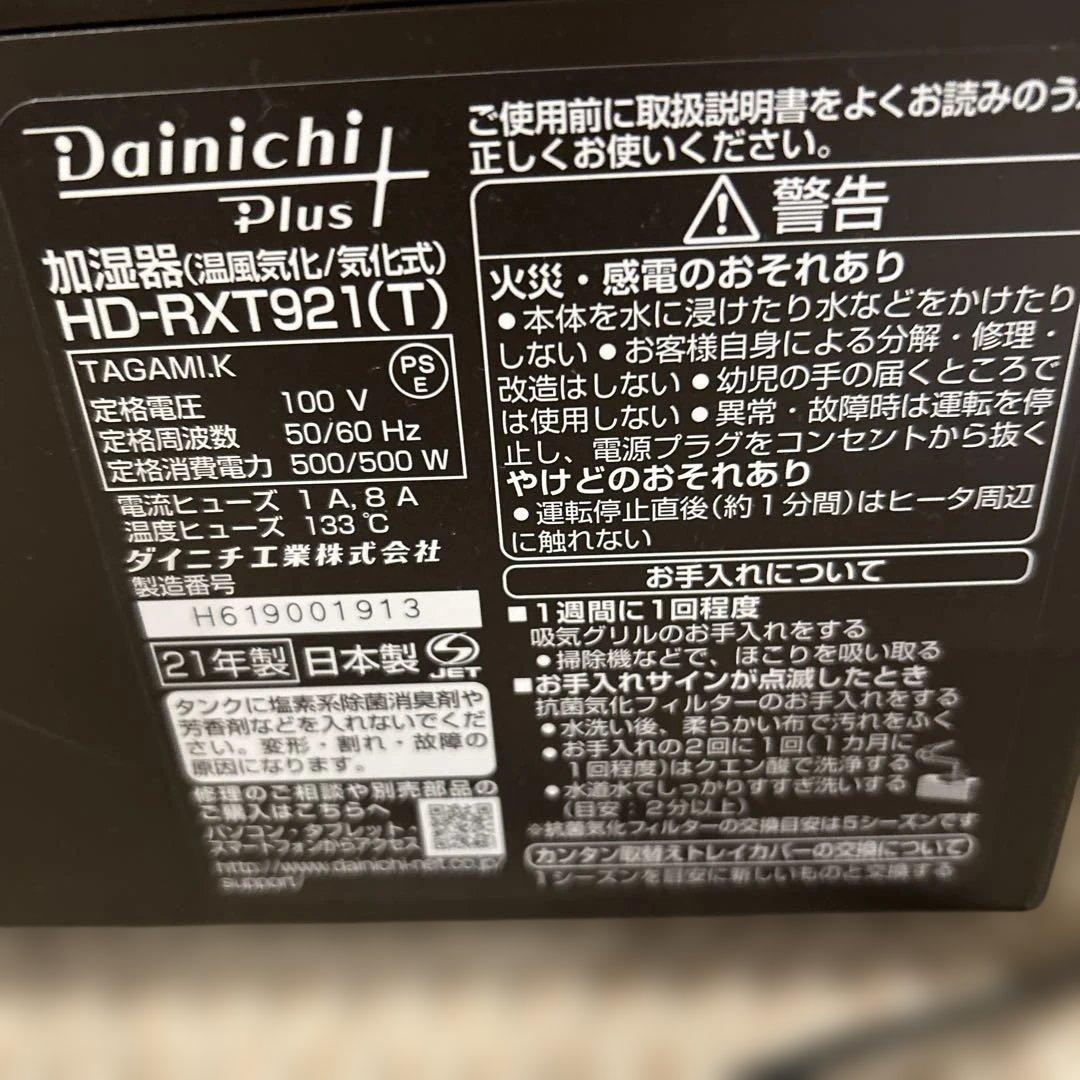 Dainichi
Plus
加湿器(温風気化/気化式)
HD-RXT921(T)
TAGAMI.K
PS
E
定格電圧 100 V
定格周波数 50/60 Hz
定格消費電力 500/500 W
電流ヒューズ 1 A, 8 A
温度ヒューズ 133 ℃
ダイニチ工業株式会社
製造番号
H619001913
21年製 日本製 JET
タンクに塩素系除菌消臭剤や
芳香剤などを入れないでくだ
さい。変形・割れ・故障の
原因になります。
修理のご相談や別売部品の
ご購入はこちらへ
パソコン・タブレット・
スマートフォンからアクセス
http://www.dainichi-net.co.jp/
support/
ご使用前に取扱説明書をよくお読みのう
正しくお使いください。
警告
火災・感電のおそれあり
●本体を水に浸けたり水などをかけたり
しない ●お客様自身による分解・修理・
改造はしない ●幼児の手の届くところで
は使用しない ●異常・故障時は運転を停
止し、電源プラグをコンセントから抜く
やけどのおそれあり
●運転停止直後(約1分間)はヒータ周辺
に触れない
お手入れについて
■1週間に1回程度
吸気グリルのお手入れをする
●掃除機などで、ほこりを吸い取る
■お手入れサインが点滅したとき
抗菌気化フィルターのお手入れをする
●水洗い後、柔らかい布で汚れをふく
●お手入れの2回に1回(1カ月に
1回程度)はクエン酸で洗浄する
●水道水でしっかりすすぎ洗いする
(目安:2分以上)
※抗菌気化フィルターの交換目安は5シーズンです
カンタン取替えトレイカバーの交換について
1シーズンを目安に新しいものと交換する